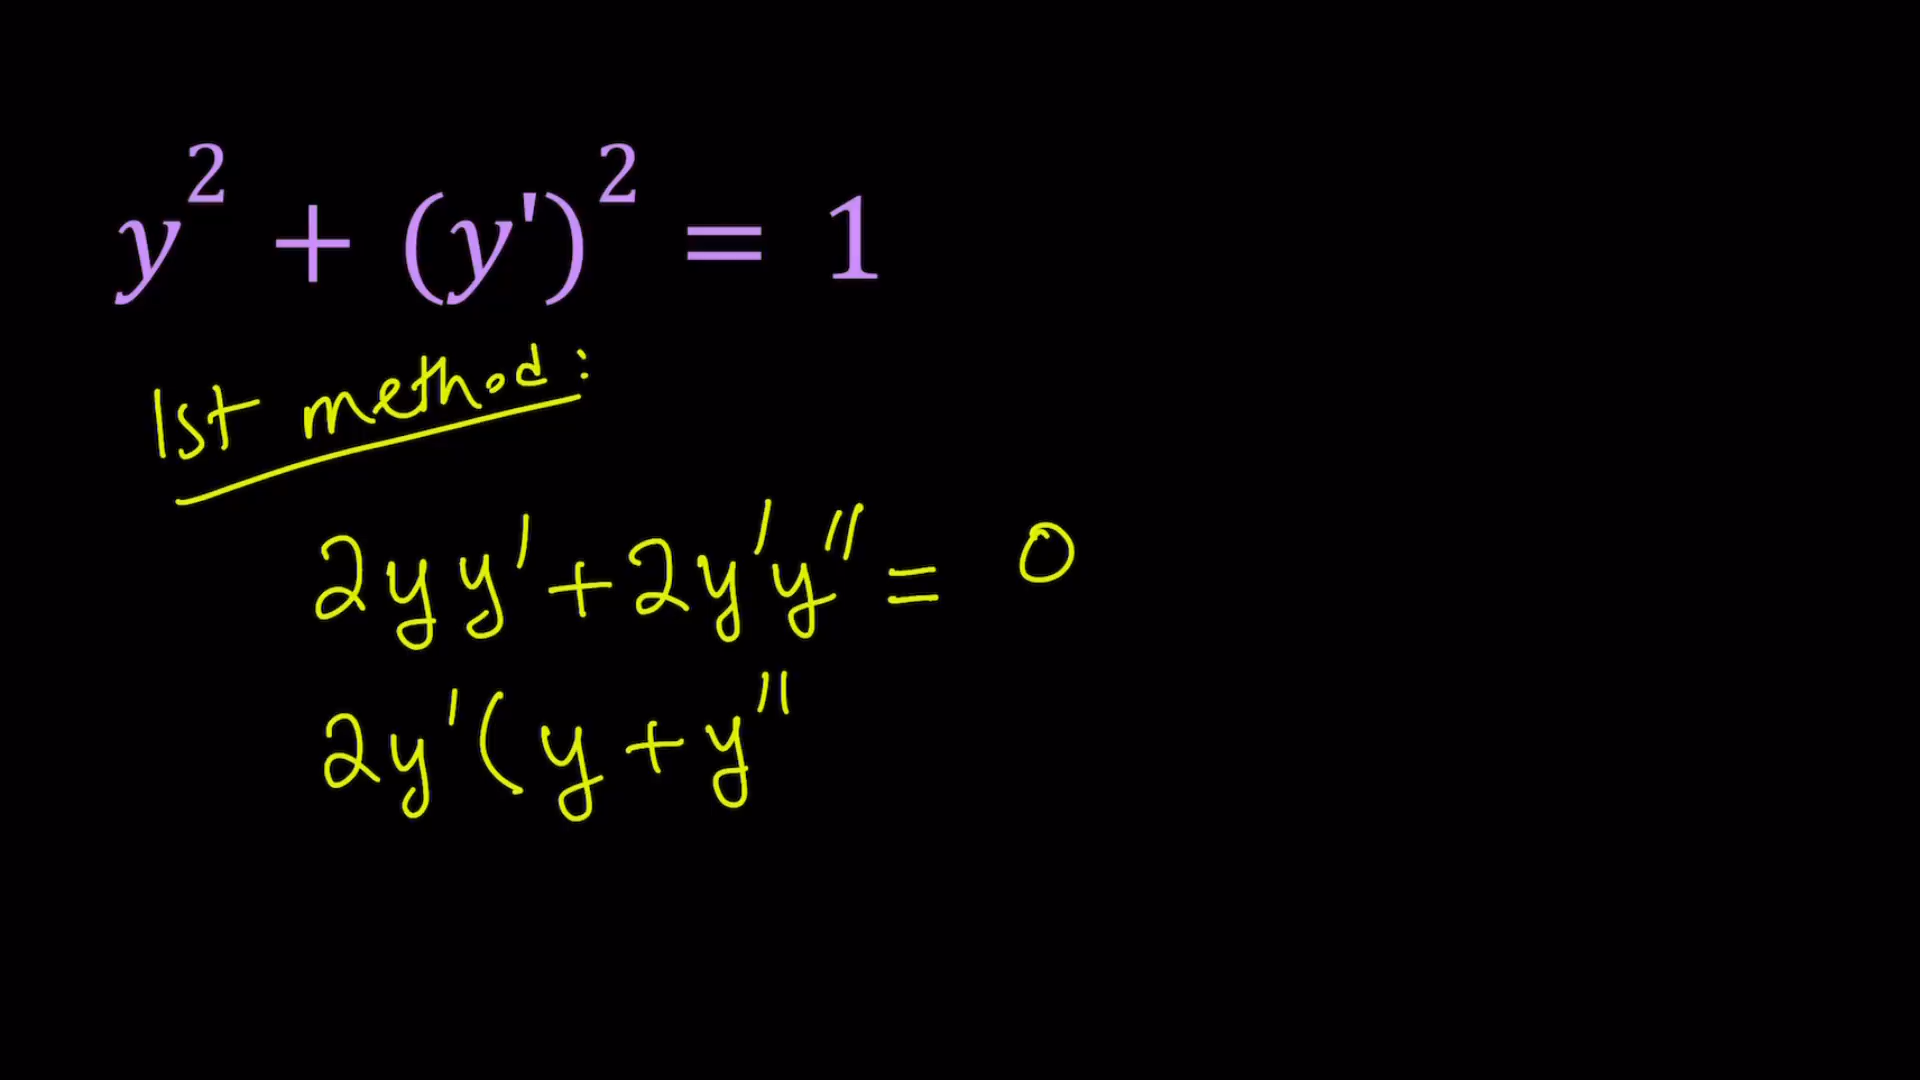 y² + (y')² = 1
1st method:
2yy' + 2y'y'' = 0
2y'(y + y''